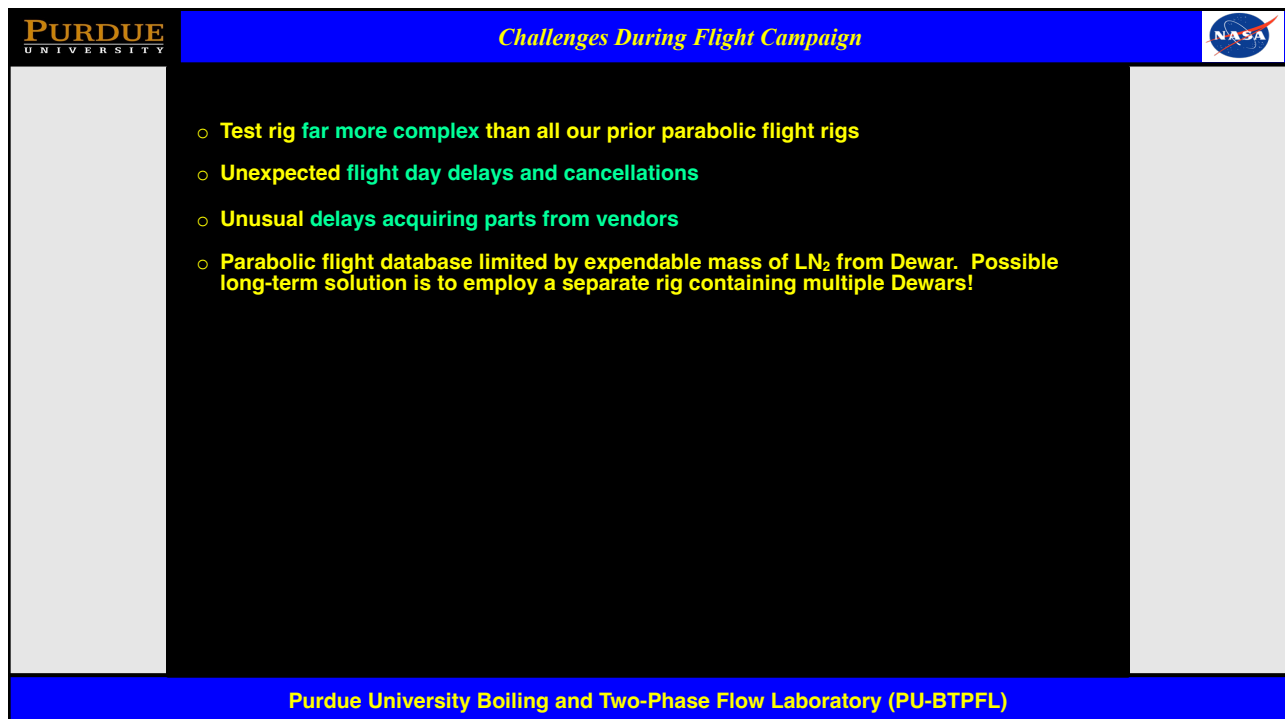 PURDUE
UNIVERSITY
Challenges During Flight Campaign
NASA
○ Test rig far more complex than all our prior parabolic flight rigs
○ Unexpected flight day delays and cancellations
○ Unusual delays acquiring parts from vendors
○ Parabolic flight database limited by expendable mass of LN₂ from Dewar.  Possible
long-term solution is to employ a separate rig containing multiple Dewars!
Purdue University Boiling and Two-Phase Flow Laboratory (PU-BTPFL)